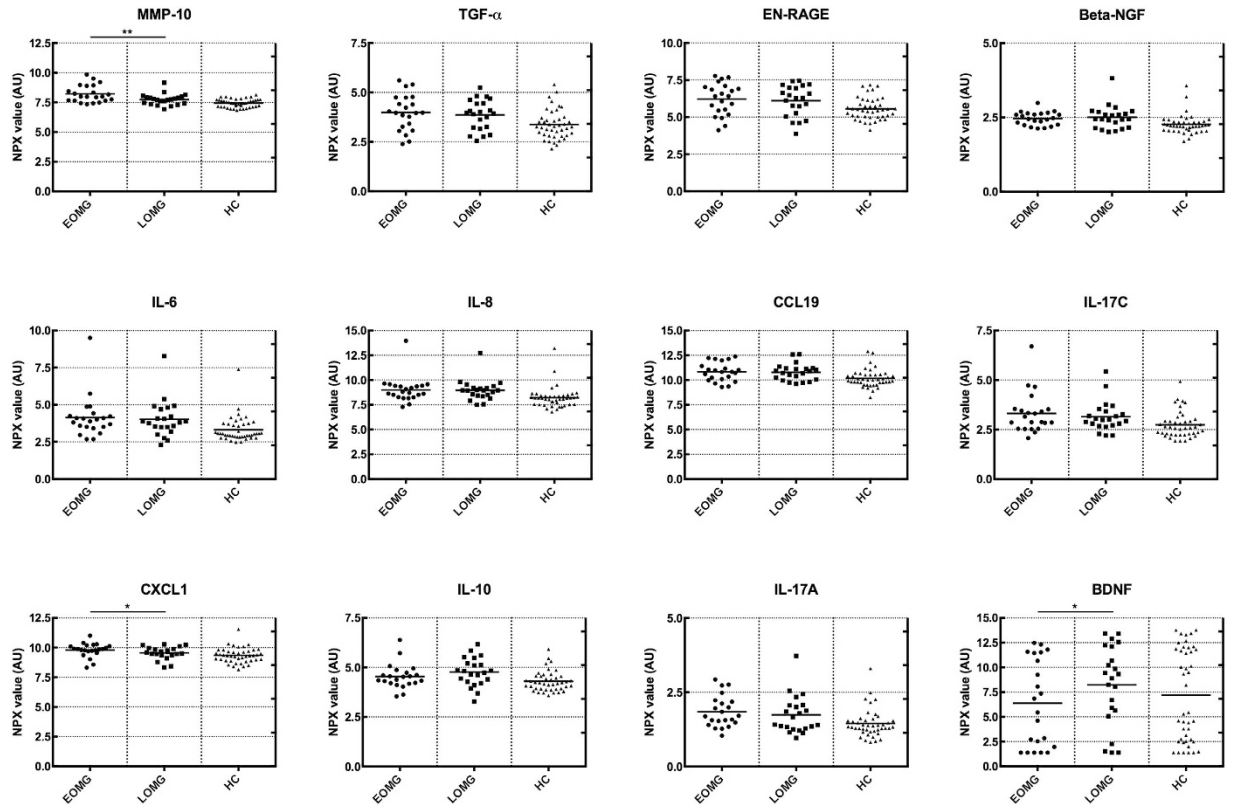 MMP-10
**
NPX value (AU)
12.5
10.0
7.5
5.0
2.5
0.0
EOMG
LOMG
HC
TGF-α
NPX value (AU)
7.5
5.0
2.5
0.0
EOMG
LOMG
HC
EN-RAGE
NPX value (AU)
10.0
7.5
5.0
2.5
0.0
EOMG
LOMG
HC
Beta-NGF
NPX value (AU)
5.0
2.5
0.0
EOMG
LOMG
HC
IL-6
NPX value (AU)
10.0
7.5
5.0
2.5
0.0
EOMG
LOMG
HC
IL-8
NPX value (AU)
15.0
12.5
10.0
7.5
5.0
2.5
0.0
EOMG
LOMG
HC
CCL19
NPX value (AU)
15.0
12.5
10.0
7.5
5.0
2.5
0.0
EOMG
LOMG
HC
IL-17C
NPX value (AU)
7.5
5.0
2.5
0.0
EOMG
LOMG
HC
CXCL1
*
NPX value (AU)
12.5
10.0
7.5
5.0
2.5
0.0
EOMG
LOMG
HC
IL-10
NPX value (AU)
7.5
5.0
2.5
0.0
EOMG
LOMG
HC
IL-17A
NPX value (AU)
5.0
2.5
0.0
EOMG
LOMG
HC
BDNF
*
NPX value (AU)
15.0
12.5
10.0
7.5
5.0
2.5
0.0
EOMG
LOMG
HC